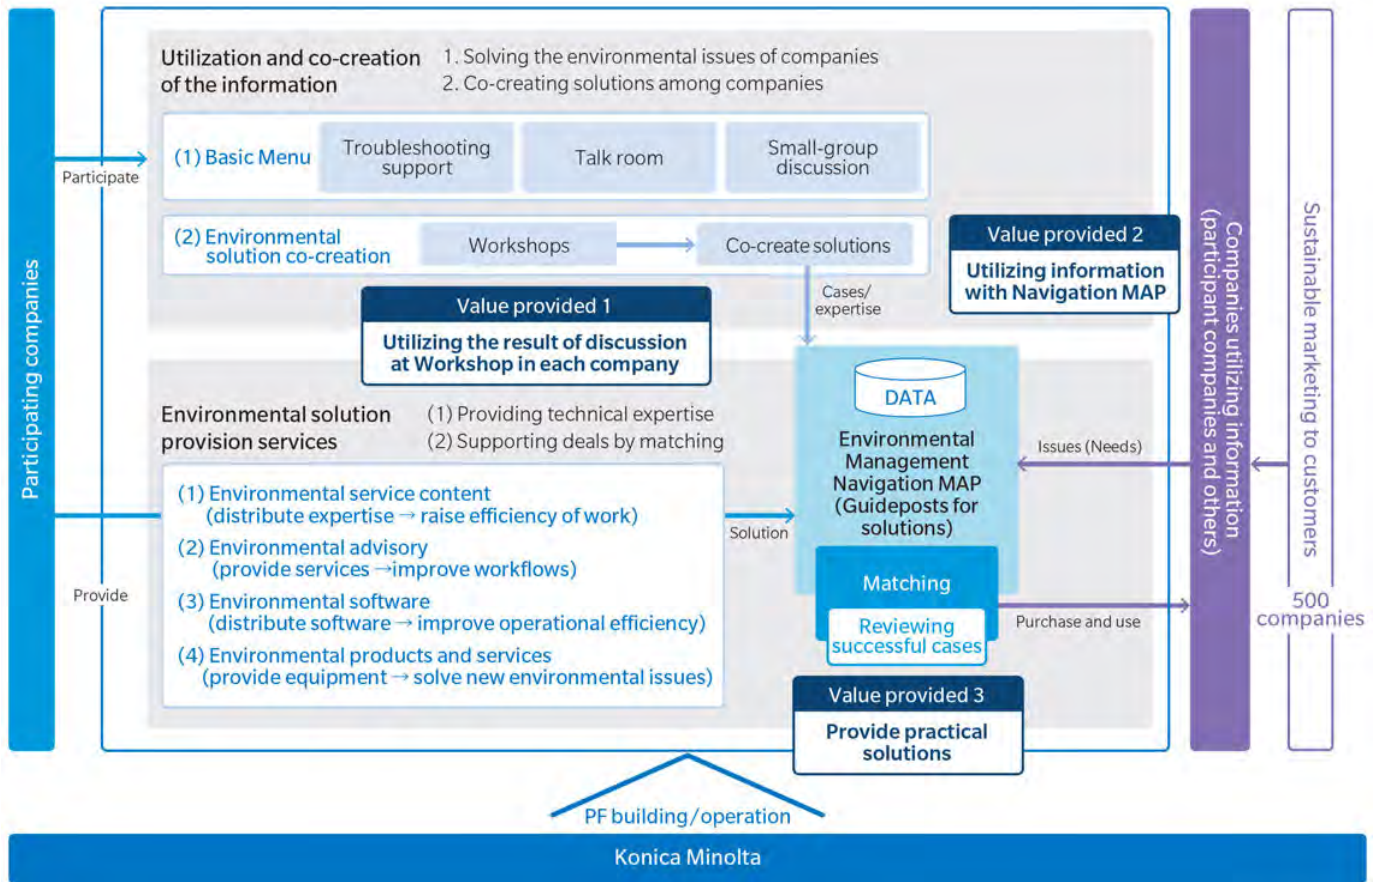 Utilization and co-creation
of the information
1. Solving the environmental issues of companies
2. Co-creating solutions among companies
(1) Basic Menu
Troubleshooting
support
Talk room
Small-group
discussion
Participate
(2) Environmental
solution co-creation
Workshops
Co-create solutions
Cases/
expertise
Value provided 1
Utilizing the result of discussion
at Workshop in each company
Value provided 2
Utilizing information
with Navigation MAP
Participating companies
Environmental solution
provision services
(1) Providing technical expertise
(2) Supporting deals by matching
(1) Environmental service content
(distribute expertise → raise efficiency of work)
(2) Environmental advisory
(provide services →improve workflows)
(3) Environmental software
(distribute software → improve operational efficiency)
(4) Environmental products and services
(provide equipment → solve new environmental issues)
Provide
Solution
DATA
Environmental
Management
Navigation MAP
(Guideposts for
solutions)
Matching
Reviewing
successful cases
Issues (Needs)
Purchase and use
Value provided 3
Provide practical
solutions
Companies utilizing information
(participant companies and others)
Sustainable marketing to customers
500
companies
PF building/operation
Konica Minolta